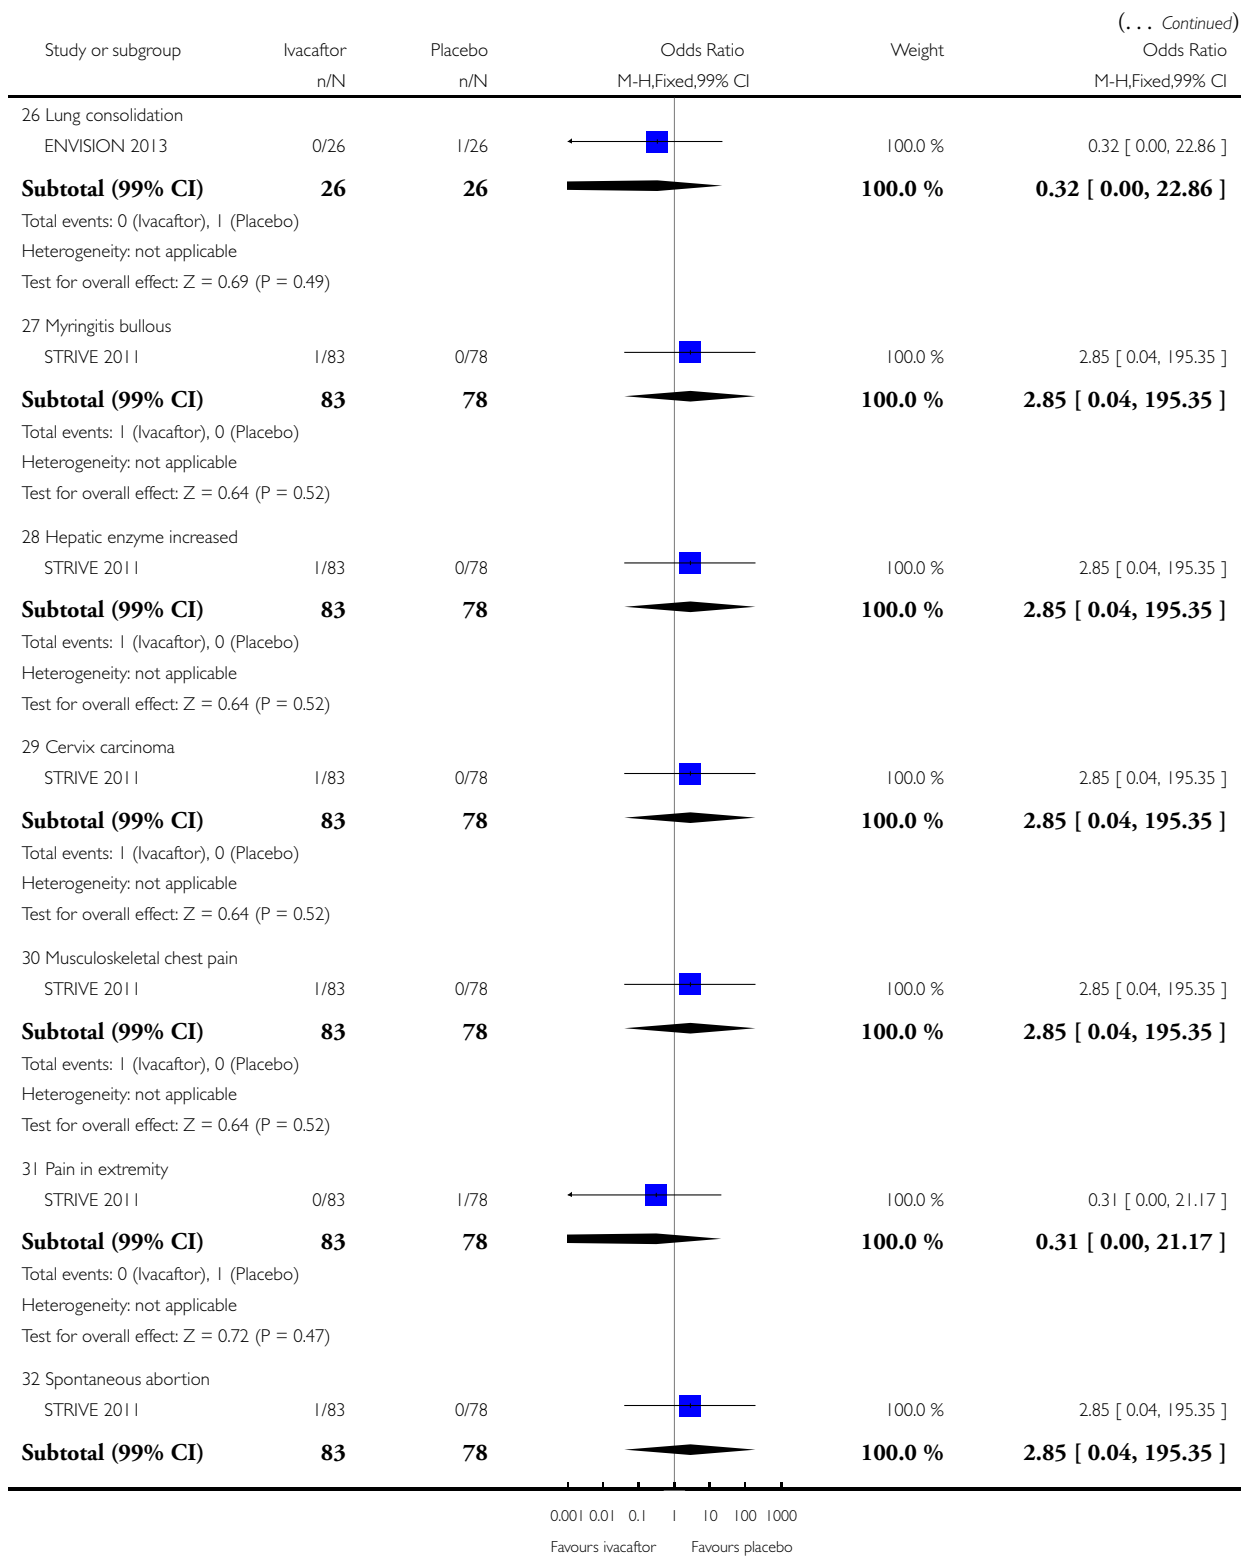 (... Continued)
Study or subgroup Ivacaftor Placebo Odds Ratio Weight Odds Ratio
n/N n/N M-H,Fixed,99% CI M-H,Fixed,99% CI
26 Lung consolidation
ENVISION 2013 0/26 1/26 100.0 % 0.32 [ 0.00, 22.86 ]
Subtotal (99% CI) 26 26 100.0 % 0.32 [ 0.00, 22.86 ]
Total events: 0 (Ivacaftor), 1 (Placebo)
Heterogeneity: not applicable
Test for overall effect: Z = 0.69 (P = 0.49)
27 Myringitis bullous
STRIVE 2011 1/83 0/78 100.0 % 2.85 [ 0.04, 195.35 ]
Subtotal (99% CI) 83 78 100.0 % 2.85 [ 0.04, 195.35 ]
Total events: 1 (Ivacaftor), 0 (Placebo)
Heterogeneity: not applicable
Test for overall effect: Z = 0.64 (P = 0.52)
28 Hepatic enzyme increased
STRIVE 2011 1/83 0/78 100.0 % 2.85 [ 0.04, 195.35 ]
Subtotal (99% CI) 83 78 100.0 % 2.85 [ 0.04, 195.35 ]
Total events: 1 (Ivacaftor), 0 (Placebo)
Heterogeneity: not applicable
Test for overall effect: Z = 0.64 (P = 0.52)
29 Cervix carcinoma
STRIVE 2011 1/83 0/78 100.0 % 2.85 [ 0.04, 195.35 ]
Subtotal (99% CI) 83 78 100.0 % 2.85 [ 0.04, 195.35 ]
Total events: 1 (Ivacaftor), 0 (Placebo)
Heterogeneity: not applicable
Test for overall effect: Z = 0.64 (P = 0.52)
30 Musculoskeletal chest pain
STRIVE 2011 1/83 0/78 100.0 % 2.85 [ 0.04, 195.35 ]
Subtotal (99% CI) 83 78 100.0 % 2.85 [ 0.04, 195.35 ]
Total events: 1 (Ivacaftor), 0 (Placebo)
Heterogeneity: not applicable
Test for overall effect: Z = 0.64 (P = 0.52)
31 Pain in extremity
STRIVE 2011 0/83 1/78 100.0 % 0.31 [ 0.00, 21.17 ]
Subtotal (99% CI) 83 78 100.0 % 0.31 [ 0.00, 21.17 ]
Total events: 0 (Ivacaftor), 1 (Placebo)
Heterogeneity: not applicable
Test for overall effect: Z = 0.72 (P = 0.47)
32 Spontaneous abortion
STRIVE 2011 1/83 0/78 100.0 % 2.85 [ 0.04, 195.35 ]
Subtotal (99% CI) 83 78 100.0 % 2.85 [ 0.04, 195.35 ]
0.001 0.01 0.1 1 10 100 1000
Favours ivacaftor Favours placebo